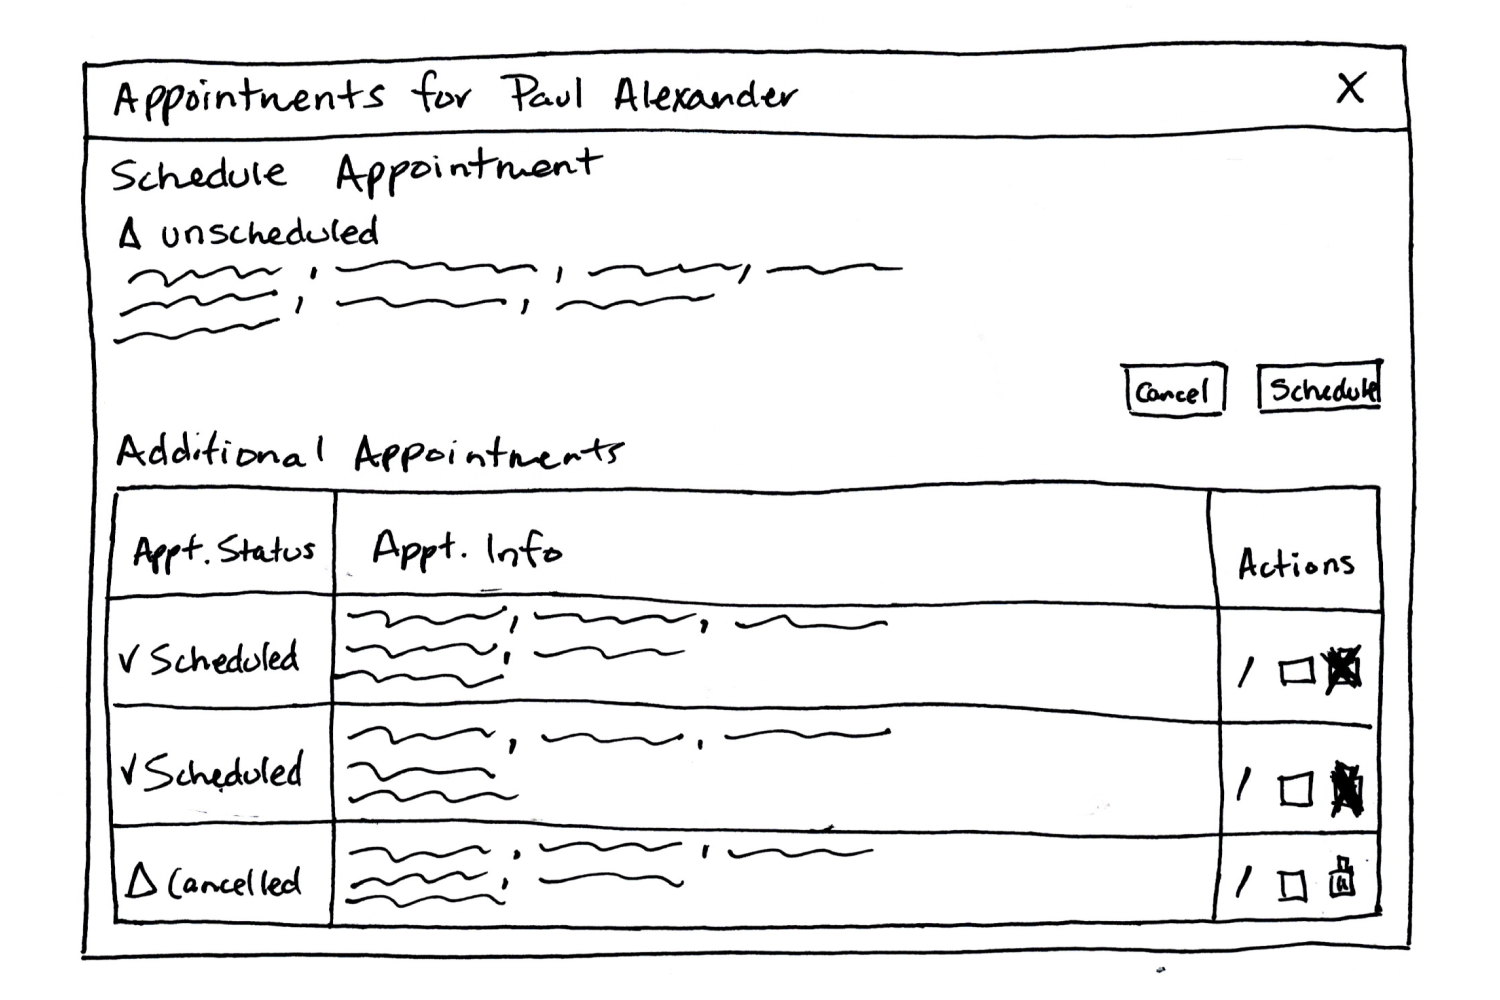 Appointments for Paul Alexander X
Schedule Appointment
Δ unscheduled
Cancel Schedule
Additional Appointments
Appt. Status Appt. Info Actions
√ Scheduled
√ Scheduled
Δ Cancelled